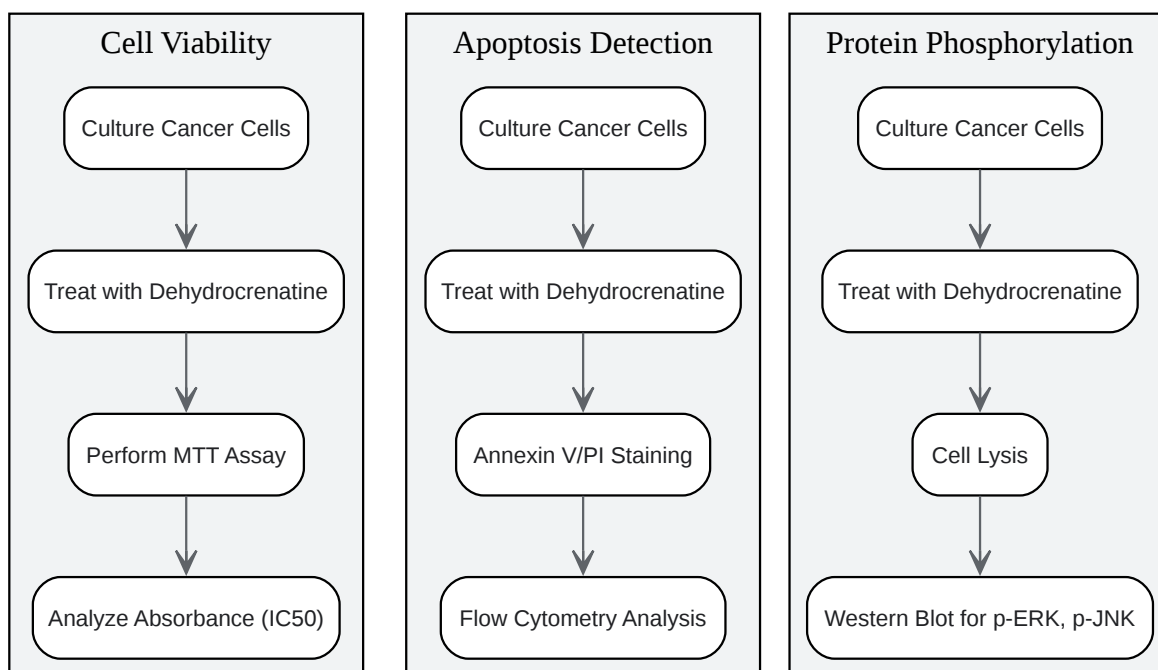 Cell Viability
Culture Cancer Cells
Treat with Dehydrocrenatine
Perform MTT Assay
Analyze Absorbance (IC50)
Apoptosis Detection
Culture Cancer Cells
Treat with Dehydrocrenatine
Annexin V/PI Staining
Flow Cytometry Analysis
Protein Phosphorylation
Culture Cancer Cells
Treat with Dehydrocrenatine
Cell Lysis
Western Blot for p-ERK, p-JNK